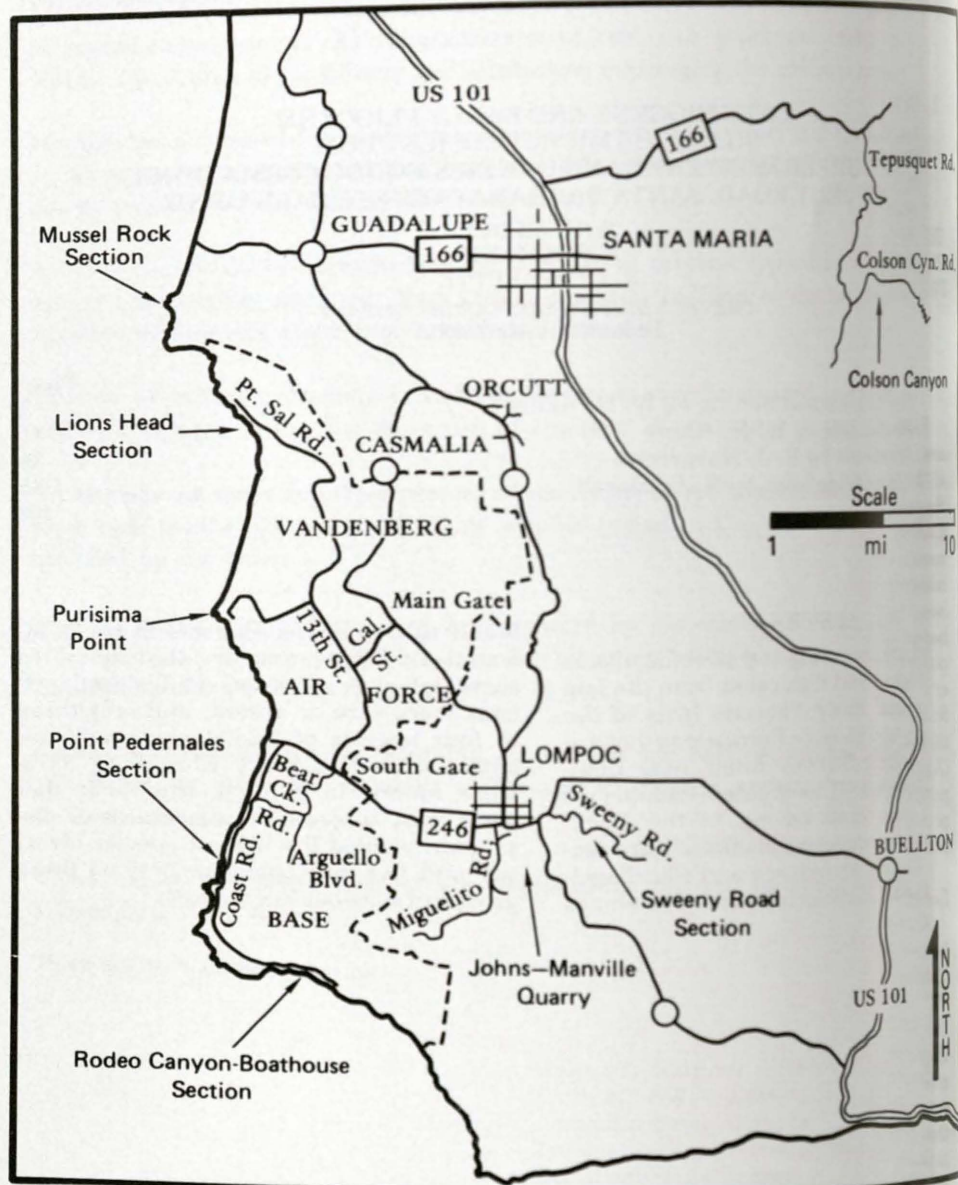 US 101
166
Tepusquet Rd.
GUADALUPE
166
SANTA MARIA
Mussel Rock
Section
Colson Cyn. Rd.
Colson Canyon
Pt. Sal Rd.
ORCUTT
Lions Head
Section
CASMALIA
Scale
1 mi 10
VANDENBERG
Main Gate
Purisima
Point
13th St.
Cal.
St.
AIR
FORCE
Point Pedernales
Section
Bear
Ck.
Rd.
South Gate
LOMPOC
246
Sweeny Rd.
BUELLTON
Coast Rd.
Arguello
Blvd.
BASE
Miguelito Rd.
Sweeny Road
Section
Johns-Manville
Quarry
US 101
NORTH
Rodeo Canyon-Boathouse
Section